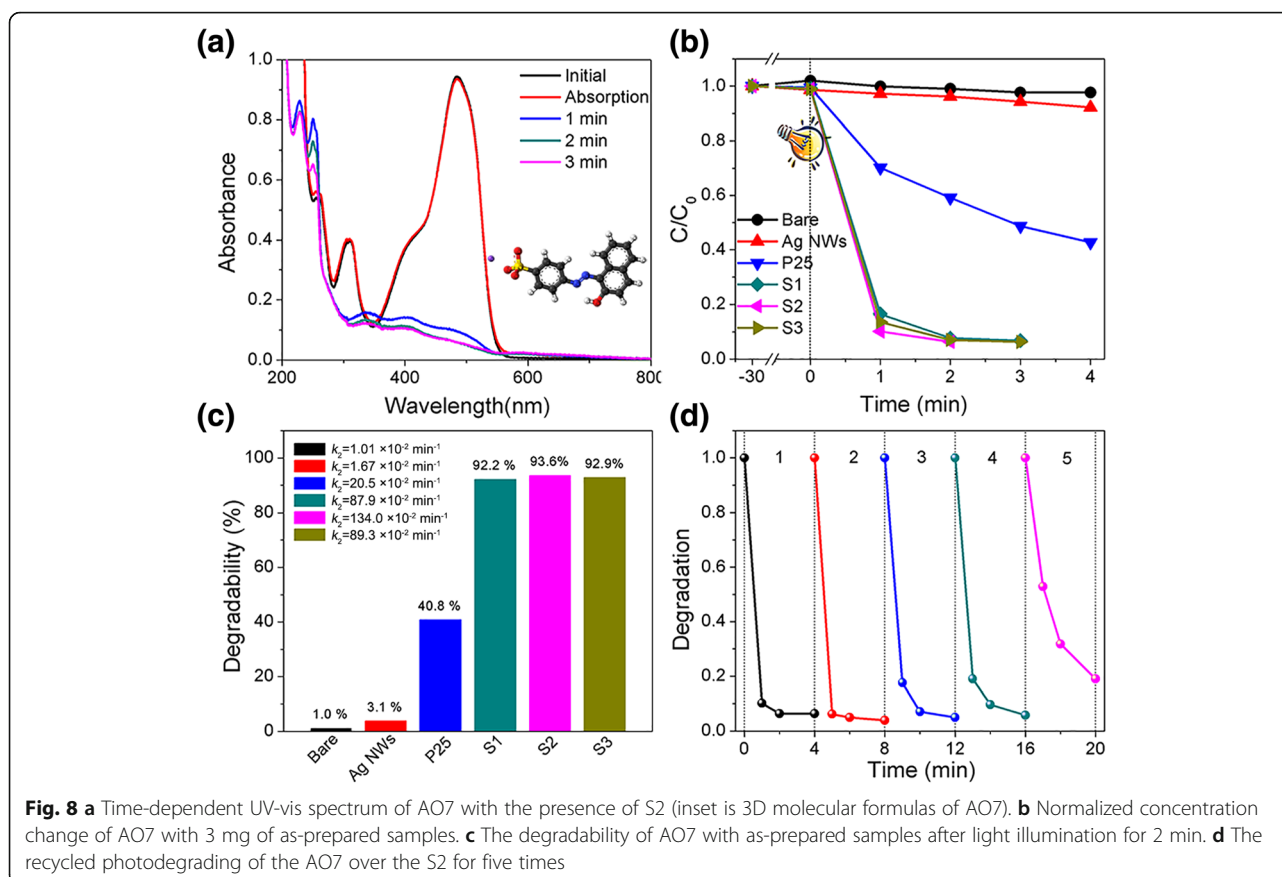 (a)
1.0
0.8
0.6
0.4
0.2
0.0
Absorbance
Initial
Absorption
1 min
2 min
3 min
200
400
600
800
Wavelength(nm)
(b)
1.0
0.8
0.6
0.4
0.2
0.0
C/C0
Bare
Ag NWs
P25
S1
S2
S3
-30
0
1
2
3
4
Time (min)
(c)
100
80
60
40
20
0
Degradability (%)
k2=1.01 ×10-2 min-1
k2=1.67 ×10-2 min-1
k2=20.5 ×10-2 min-1
k2=87.9 ×10-2 min-1
k2=134.0 ×10-2 min-1
k2=89.3 ×10-2 min-1
1.0 %
3.1 %
40.8 %
92.2 %
93.6%
92.9%
Bare
Ag NWs
P25
S1
S2
S3
(d)
1.0
0.8
0.6
0.4
0.2
0.0
Degradation
1
2
3
4
5
0
4
8
12
16
20
Time (min)
Fig. 8 a Time-dependent UV-vis spectrum of AO7 with the presence of S2 (inset is 3D molecular formulas of AO7). b Normalized concentration
change of AO7 with 3 mg of as-prepared samples. c The degradability of AO7 with as-prepared samples after light illumination for 2 min. d The
recycled photodegrading of the AO7 over the S2 for five times